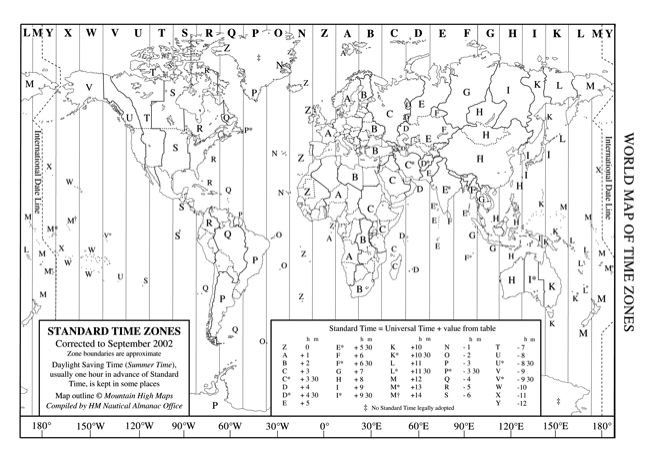 L M Y X W V U T S R Q P O N Z A B C D E F G H I K L M Y
WORLD MAP OF TIME ZONES
International Date Line
International Date Line
STANDARD TIME ZONES
Corrected to September 2002
Zone boundaries are approximate
Daylight Saving Time (Summer Time),
usually one hour in advance of Standard
Time, is kept in some places
Map outline © Mountain High Maps
Compiled by HM Nautical Almanac Office
Standard Time = Universal Time + value from table
h m h m h m h m h m
Z 0 E* + 5 30 K +10 N - 1 T - 7
A + 1 F + 6 K* +10 30 O - 2 U - 8
B + 2 F* + 6 30 L +11 P - 3 U* - 8 30
C + 3 G + 7 L* +11 30 P* - 3 30 V - 9
C* + 3 30 H + 8 M +12 Q - 4 V* - 9 30
D + 4 I + 9 M* +13 R - 5 W -10
D* + 4 30 I* + 9 30 M† +14 S - 6 X -11
E + 5 Y -12
‡ No Standard Time legally adopted
180° 150°W 120°W 90°W 60°W 30°W 0° 30°E 60°E 90°E 120°E 150°E 180°